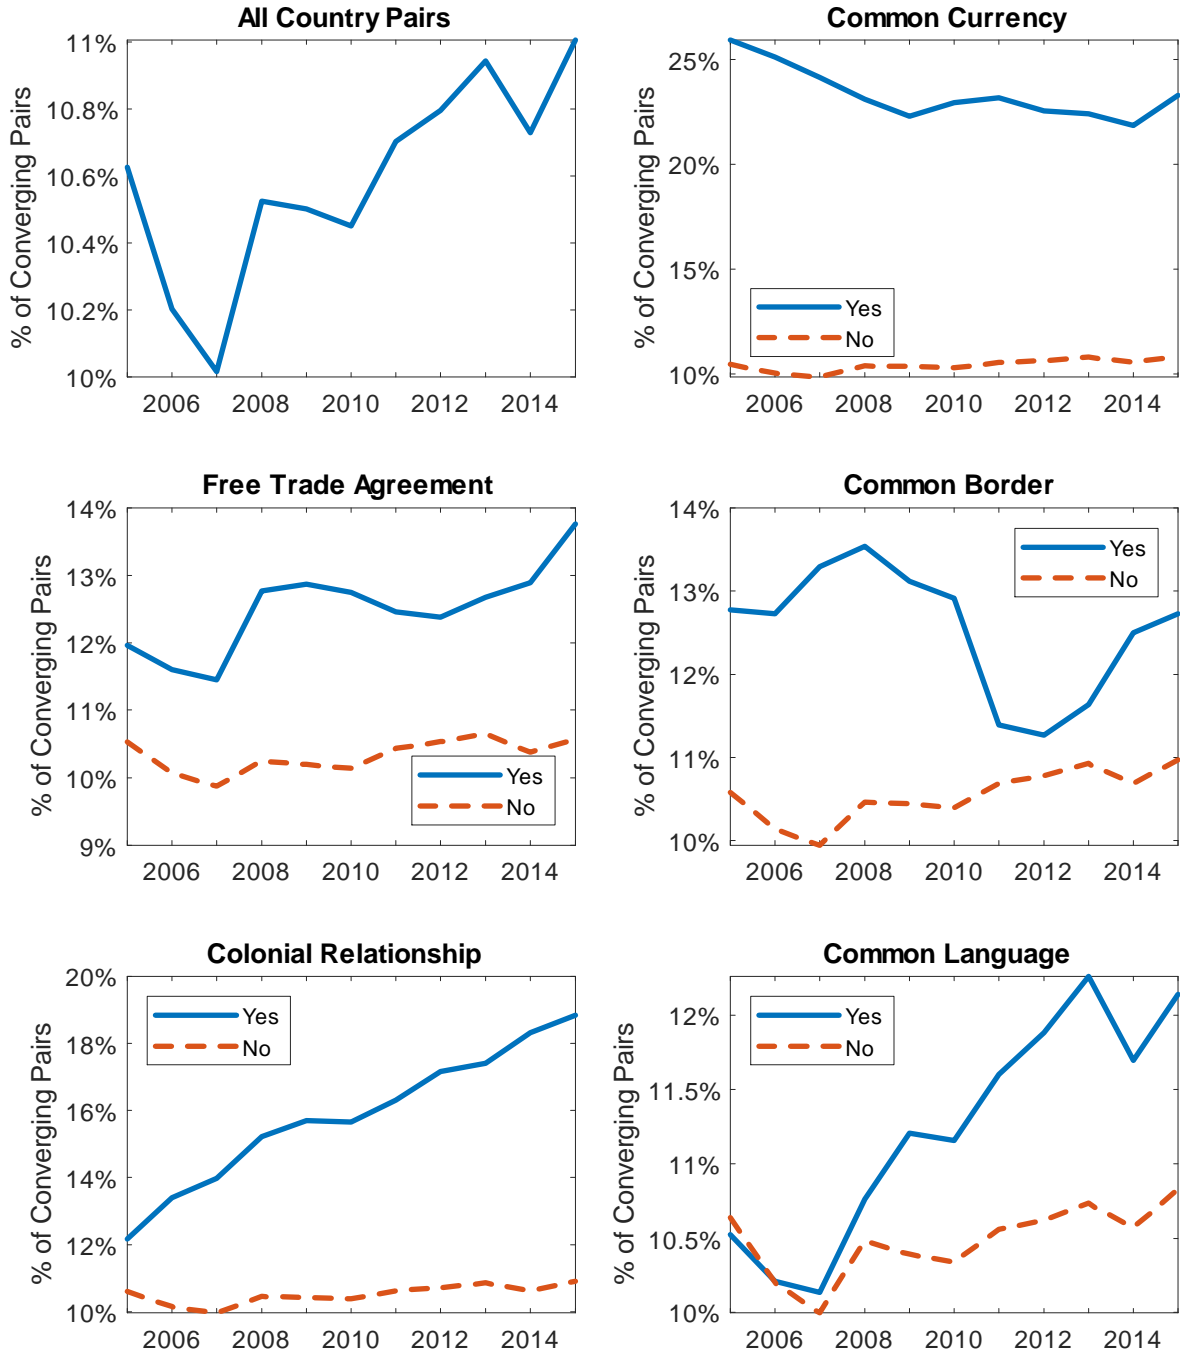 All Country Pairs
% of Converging Pairs
11%
10.8%
10.6%
10.4%
10.2%
10%
2006 2008 2010 2012 2014
Common Currency
% of Converging Pairs
25%
20%
15%
10%
Yes
No
2006 2008 2010 2012 2014
Free Trade Agreement
% of Converging Pairs
14%
13%
12%
11%
10%
9%
Yes
No
2006 2008 2010 2012 2014
Common Border
% of Converging Pairs
14%
13%
12%
11%
10%
Yes
No
2006 2008 2010 2012 2014
Colonial Relationship
% of Converging Pairs
20%
18%
16%
14%
12%
10%
Yes
No
2006 2008 2010 2012 2014
Common Language
% of Converging Pairs
12%
11.5%
11%
10.5%
10%
Yes
No
2006 2008 2010 2012 2014